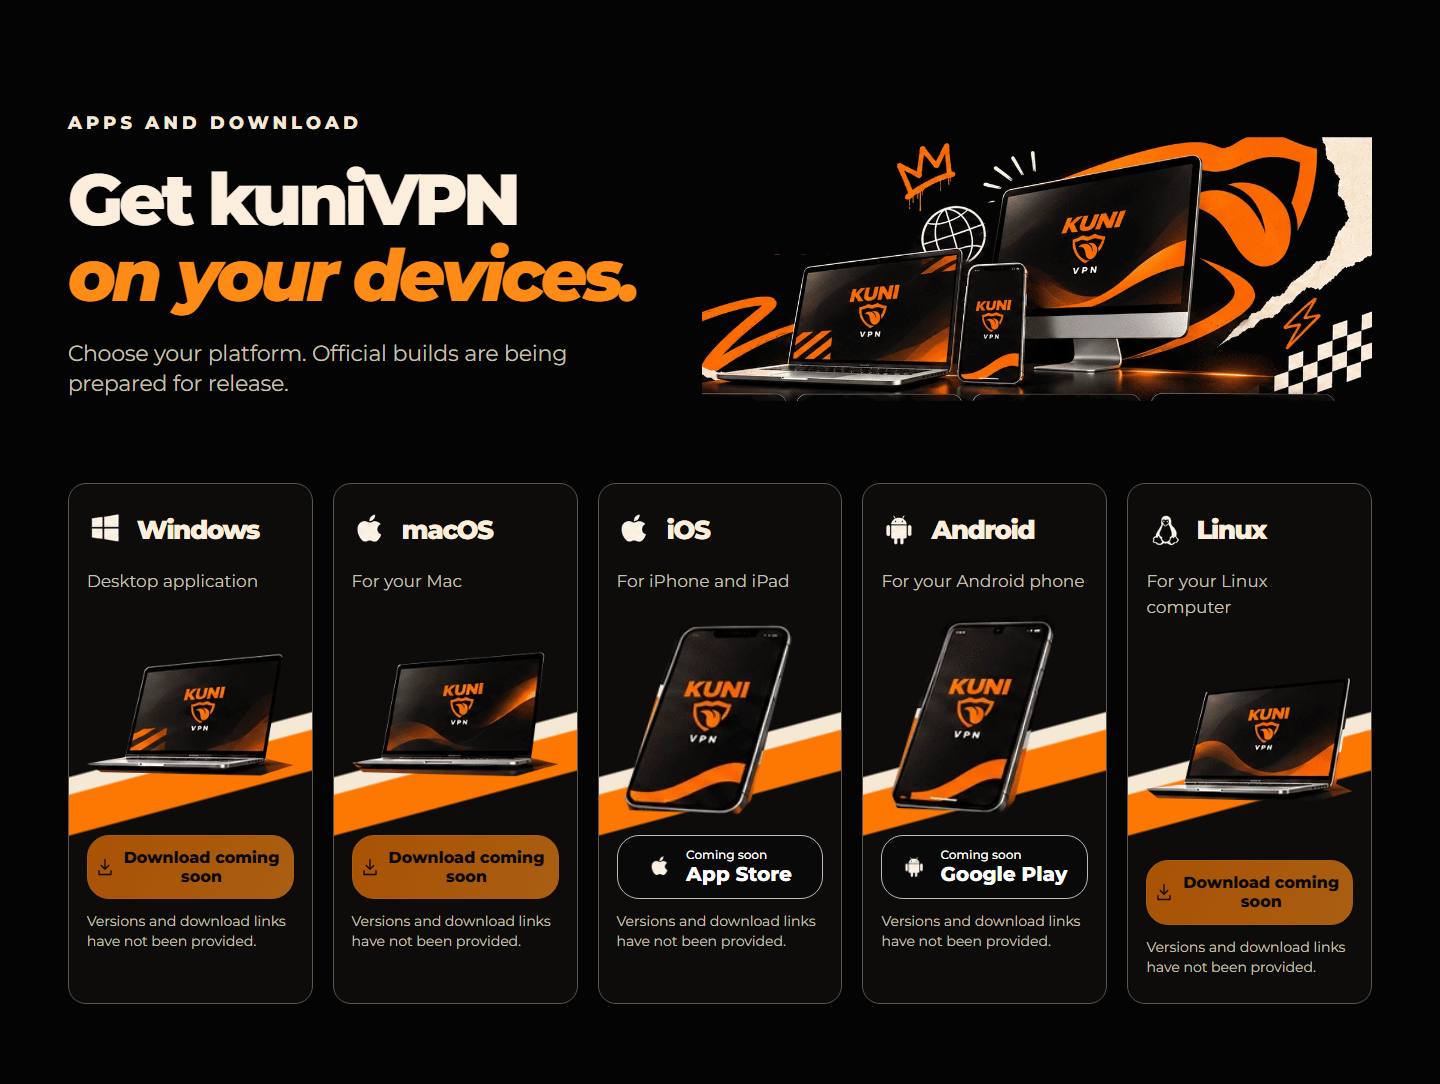 APPS AND DOWNLOAD
Get kuniVPN
on your devices.
Choose your platform. Official builds are being
prepared for release.
KUNI
VPN
KUNI
VPN
KUNI
VPN
Windows
Desktop application
KUNI
VPN
Download coming
soon
Versions and download links
have not been provided.
macOS
For your Mac
KUNI
VPN
Download coming
soon
Versions and download links
have not been provided.
iOS
For iPhone and iPad
KUNI
VPN
Coming soon
App Store
Versions and download links
have not been provided.
Android
For your Android phone
KUNI
VPN
Coming soon
Google Play
Versions and download links
have not been provided.
Linux
For your Linux
computer
KUNI
VPN
Download coming
soon
Versions and download links
have not been provided.